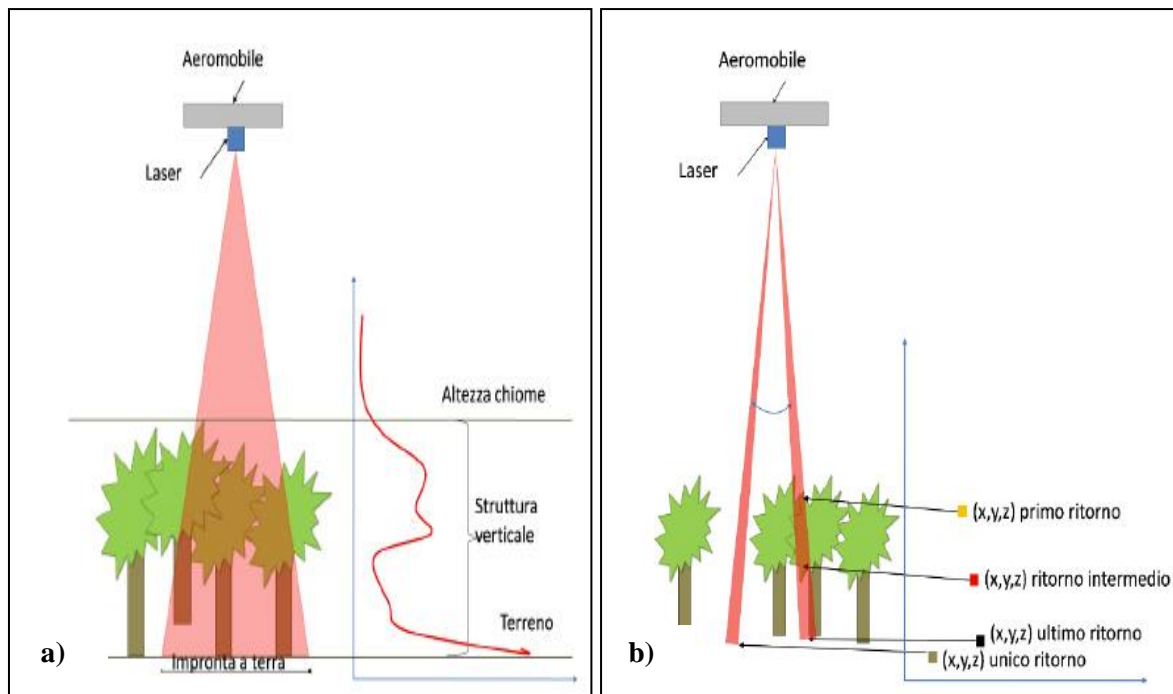 Aeromobile
Laser
Altezza chiome
Struttura
verticale
Terreno
a)
Impronta a terra
Aeromobile
Laser
(x,y,z) primo ritorno
(x,y,z) ritorno intermedio
(x,y,z) ultimo ritorno
b)
(x,y,z) unico ritorno